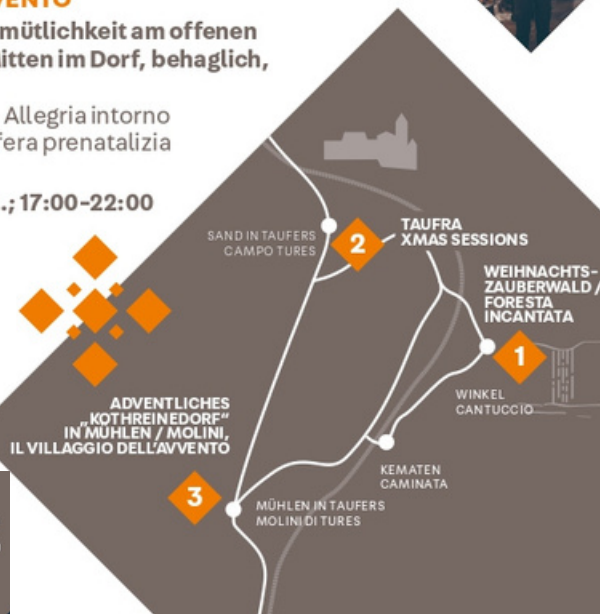 VENTO
mütlichkeit am offenen
itten im Dorf, behaglich,
Allegria intorno
fera prenatalizia
.; 17:00-22:00
SAND IN TAUFERS
CAMPO TURES
2
TAUFRA
XMAS SESSIONS
WEIHNACHTS-
ZAUBERWALD /
FORESTA
INCANTATA
1
WINKEL
CANTUCCIO
ADVENTLICHES
„KOTHREINEDORF“
IN MÜHLEN / MOLINI,
IL VILLAGGIO DELL'AVVENTO
KEMATEN
CAMINATA
3
MÜHLEN IN TAUFERS
MOLINI DI TURES